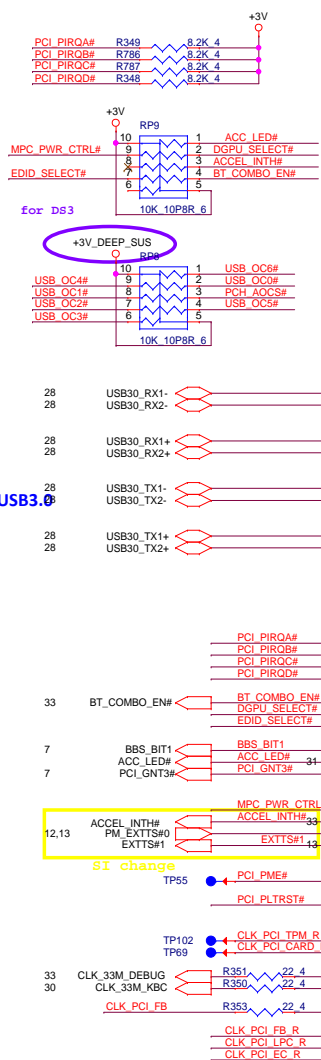 +3V
PCI_PIRQA# R349 8.2K_4
PCI_PIRQB# R786 8.2K_4
PCI_PIRQC# R787 8.2K_4
PCI_PIRQD# R348 8.2K_4
+3V
RP9
10 1 ACC_LED#
MPC_PWR_CTRL# 9 2 DGPU_SELECT#
8 3 ACCEL_INTH#
EDID_SELECT# 7 4 BT_COMBO_EN#
6 5
for DS3
10K_10P8R_6
+3V_DEEP_SUS
RP8
10 1 USB_OC6#
USB_OC4# 9 2 USB_OC0#
USB_OC1# 8 3 PCH_AOCS#
USB_OC2# 7 4 USB_OC5#
USB_OC3# 6 5
10K_10P8R_6
28 USB30_RX1-
28 USB30_RX2-
28 USB30_RX1+
28 USB30_RX2+
28 USB30_TX1-
USB3.0 28 USB30_TX2-
28 USB30_TX1+
28 USB30_TX2+
PCI_PIRQA#
PCI_PIRQB#
PCI_PIRQC#
PCI_PIRQD#
33 BT_COMBO_EN# BT_COMBO_EN#
DGPU_SELECT#
EDID_SELECT#
7 BBS_BIT1 BBS_BIT1
ACC_LED# ACC_LED# 31
7 PCI_GNT3# PCI_GNT3#
MPC_PWR_CTRL
ACCEL_INTH# ACCEL_INTH# 33
12,13 PM_EXTTS#0
EXTTS#1 EXTTS#1 13
SI change
TP55 PCI_PME#
PCI_PLTRST#
TP102 CLK_PCI_TPM_R
TP69 CLK_PCI_CARD_
33 CLK_33M_DEBUG R351 22_4
30 CLK_33M_KBC R350 22_4
CLK_PCI_FB R353 22_4
CLK_PCI_FB_R
CLK_PCI_LPC_R
CLK_PCI_EC_R